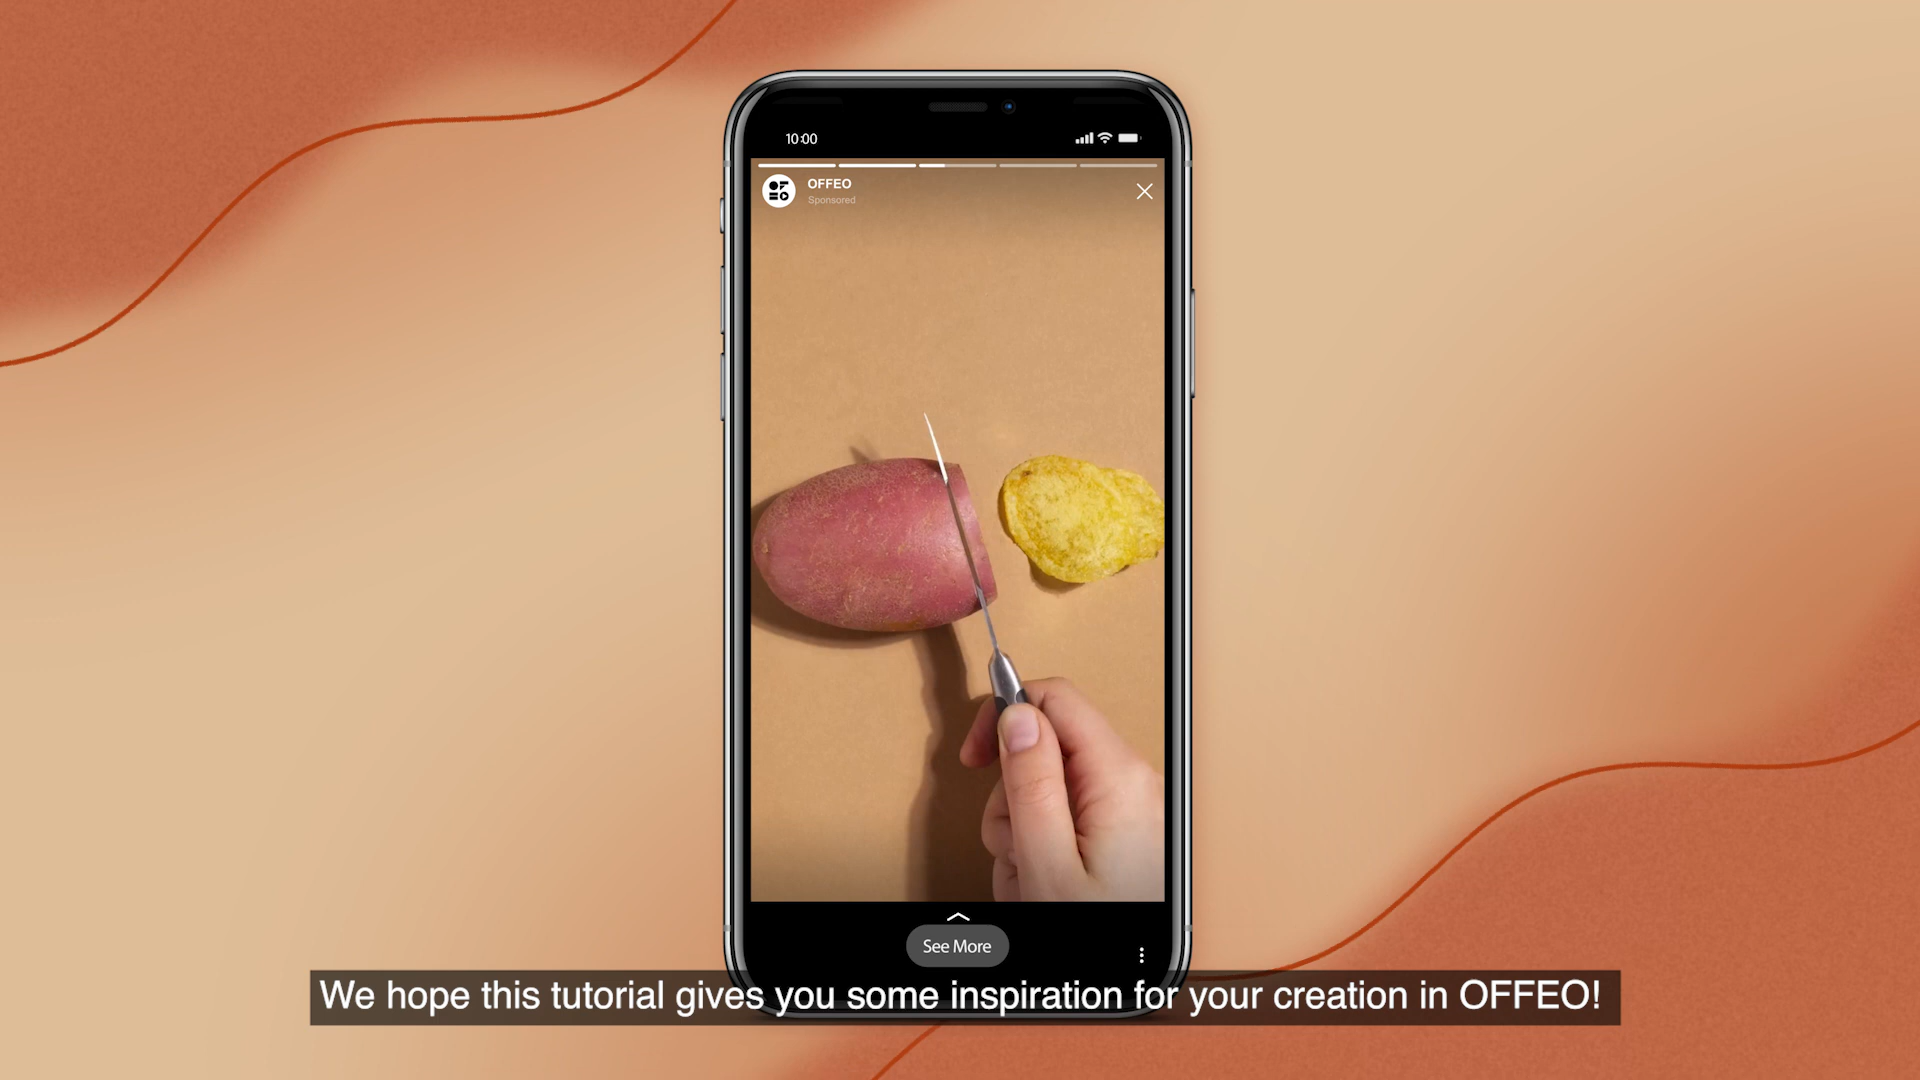 10:00
OFFEO
Sponsored
See More
We hope this tutorial gives you some inspiration for your creation in OFFEO!